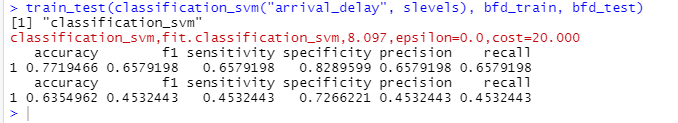 > train_test(classification_svm("arrival_delay", slevels), bfd_train, bfd_test)
[1] "classification_svm"
classification_svm,fit.classification_svm,8.097,epsilon=0.0,cost=20.000
accuracy f1 sensitivity specificity precision recall
1 0.7719466 0.6579198 0.6579198 0.8289599 0.6579198 0.6579198
accuracy f1 sensitivity specificity precision recall
1 0.6354962 0.4532443 0.4532443 0.7266221 0.4532443 0.4532443
>